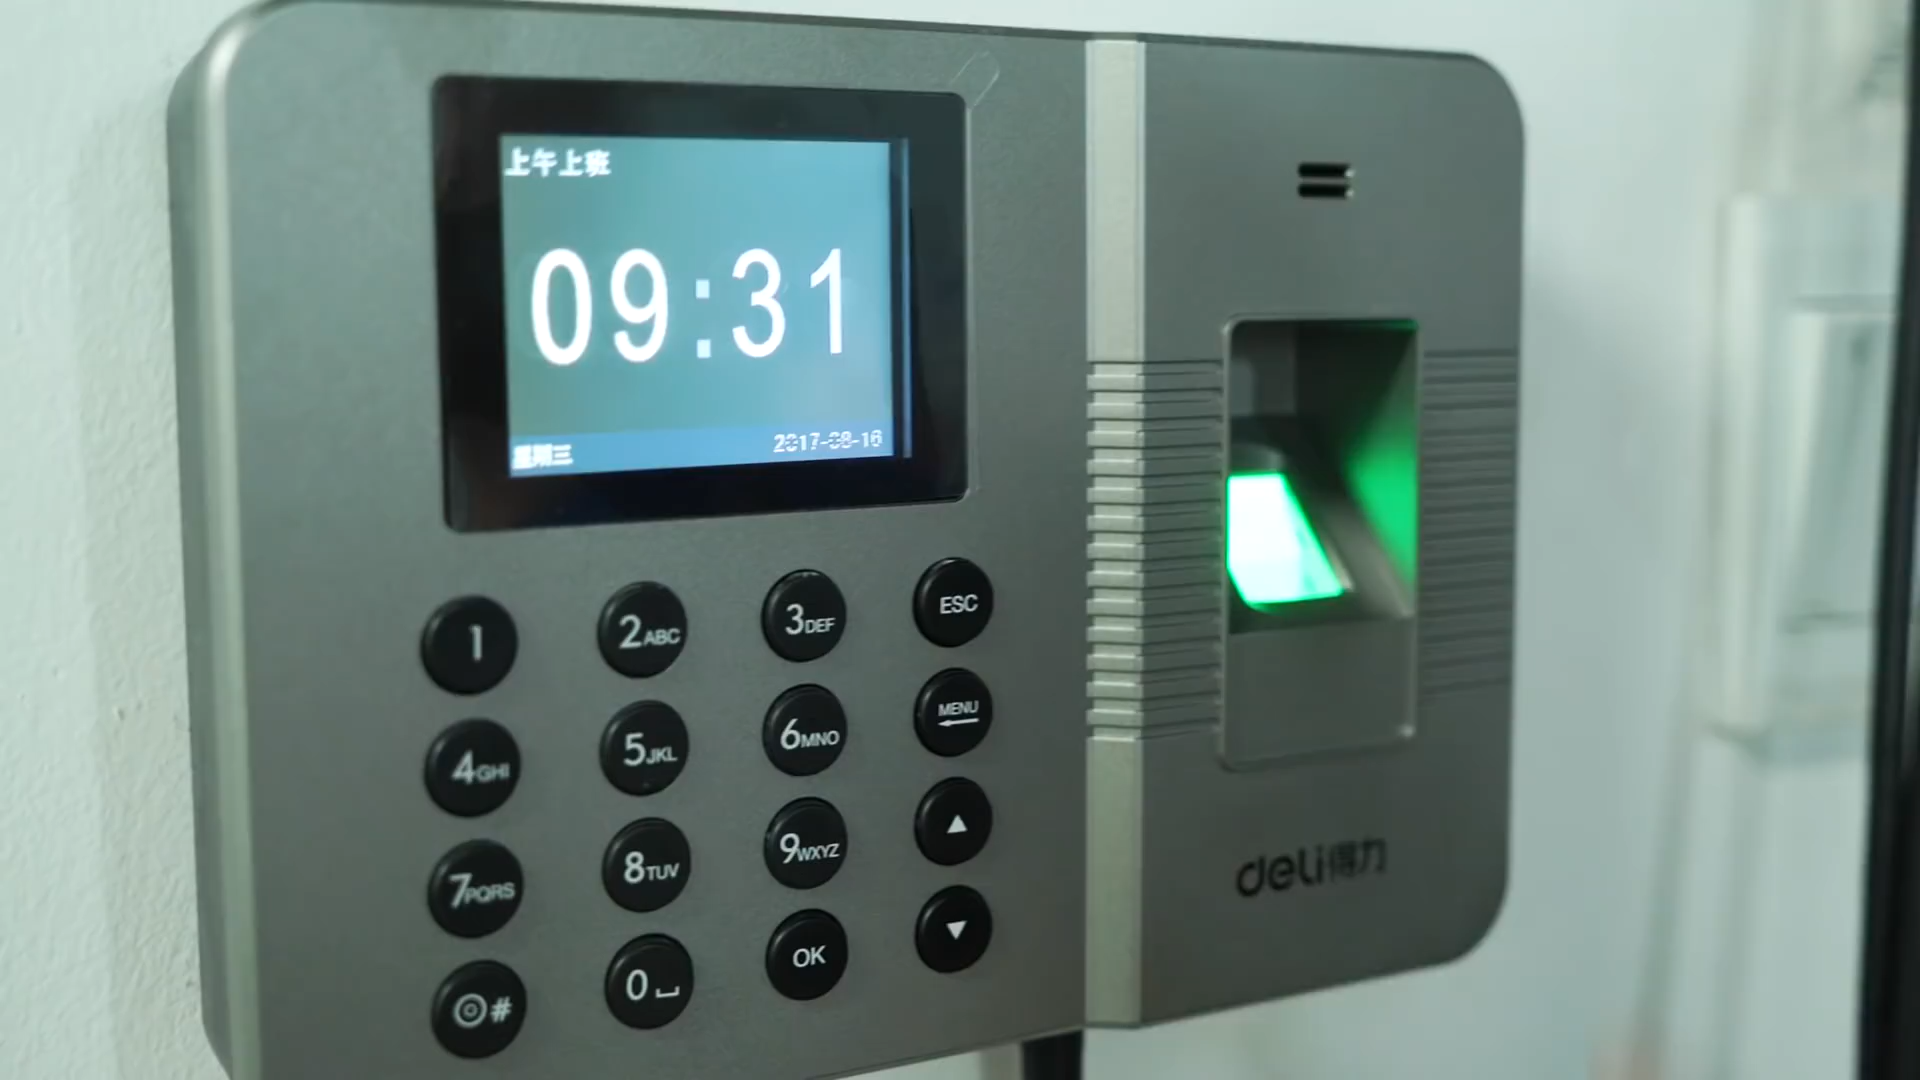 上午上班
09:31
星期三 2017-08-16
1 2ABC 3DEF ESC
4GHI 5JKL 6MNO MENU
7PQRS 8TUV 9WXYZ ▲
◎# 0⎵ OK ▼
deli得力